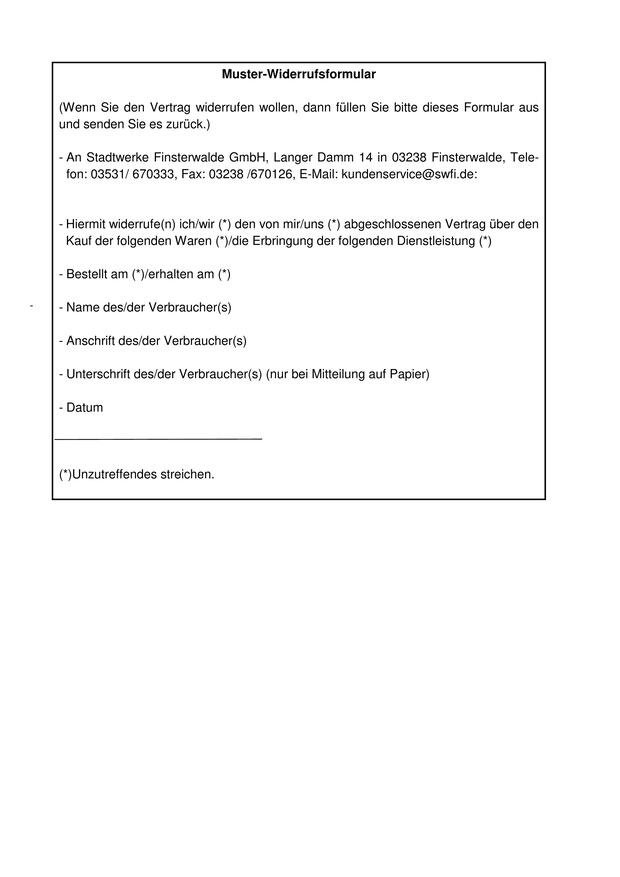 Muster-Widerrufsformular
(Wenn Sie den Vertrag widerrufen wollen, dann füllen Sie bitte dieses Formular aus
und senden Sie es zurück.)
- An Stadtwerke Finsterwalde GmbH, Langer Damm 14 in 03238 Finsterwalde, Tele-
fon: 03531/ 670333, Fax: 03238 /670126, E-Mail: kundenservice@swfi.de:
- Hiermit widerrufe(n) ich/wir (*) den von mir/uns (*) abgeschlossenen Vertrag über den
Kauf der folgenden Waren (*)/die Erbringung der folgenden Dienstleistung (*)
- Bestellt am (*)/erhalten am (*)
- Name des/der Verbraucher(s)
- Anschrift des/der Verbraucher(s)
- Unterschrift des/der Verbraucher(s) (nur bei Mitteilung auf Papier)
- Datum
(*)Unzutreffendes streichen.